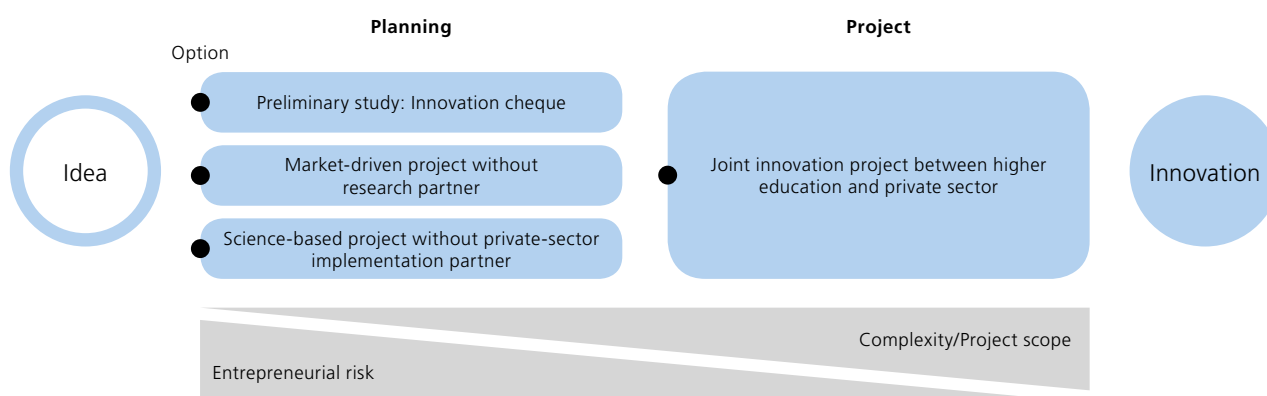 Planning
Project
Option
Preliminary study: Innovation cheque
Idea
Market-driven project without
research partner
Science-based project without private-sector
implementation partner
Joint innovation project between higher
education and private sector
Innovation
Complexity/Project scope
Entrepreneurial risk